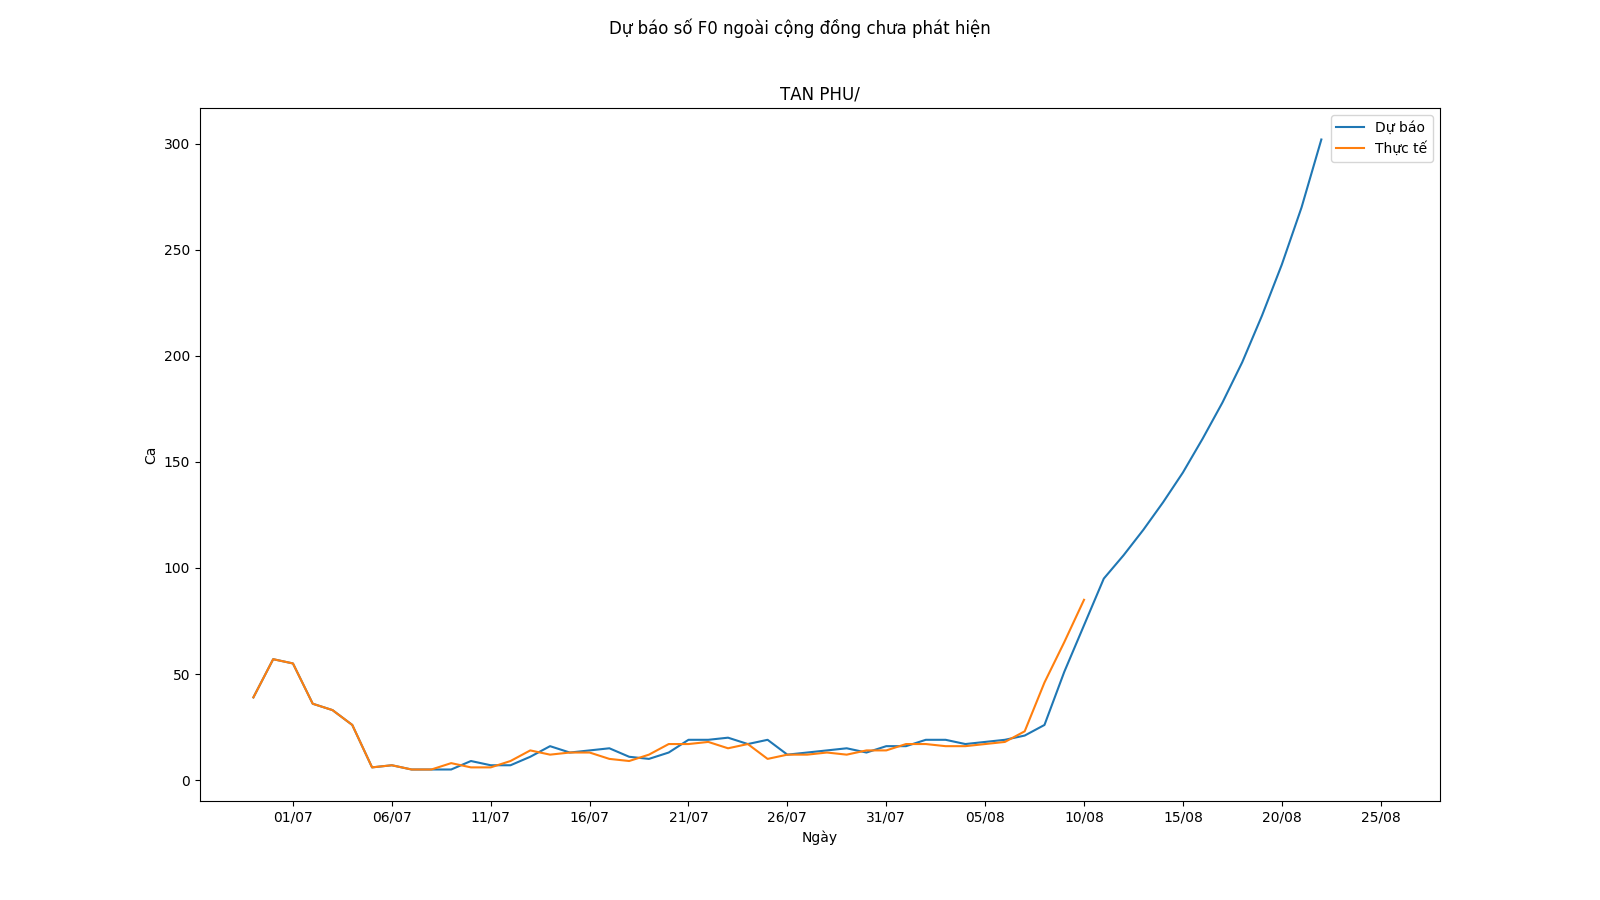 Dự báo số F0 ngoài cộng đồng chưa phát hiện
TAN PHU/
Dự báo
Thực tế
300
250
200
150
100
50
0
Ca
01/07 06/07 11/07 16/07 21/07 26/07 31/07 05/08 10/08 15/08 20/08 25/08
Ngày